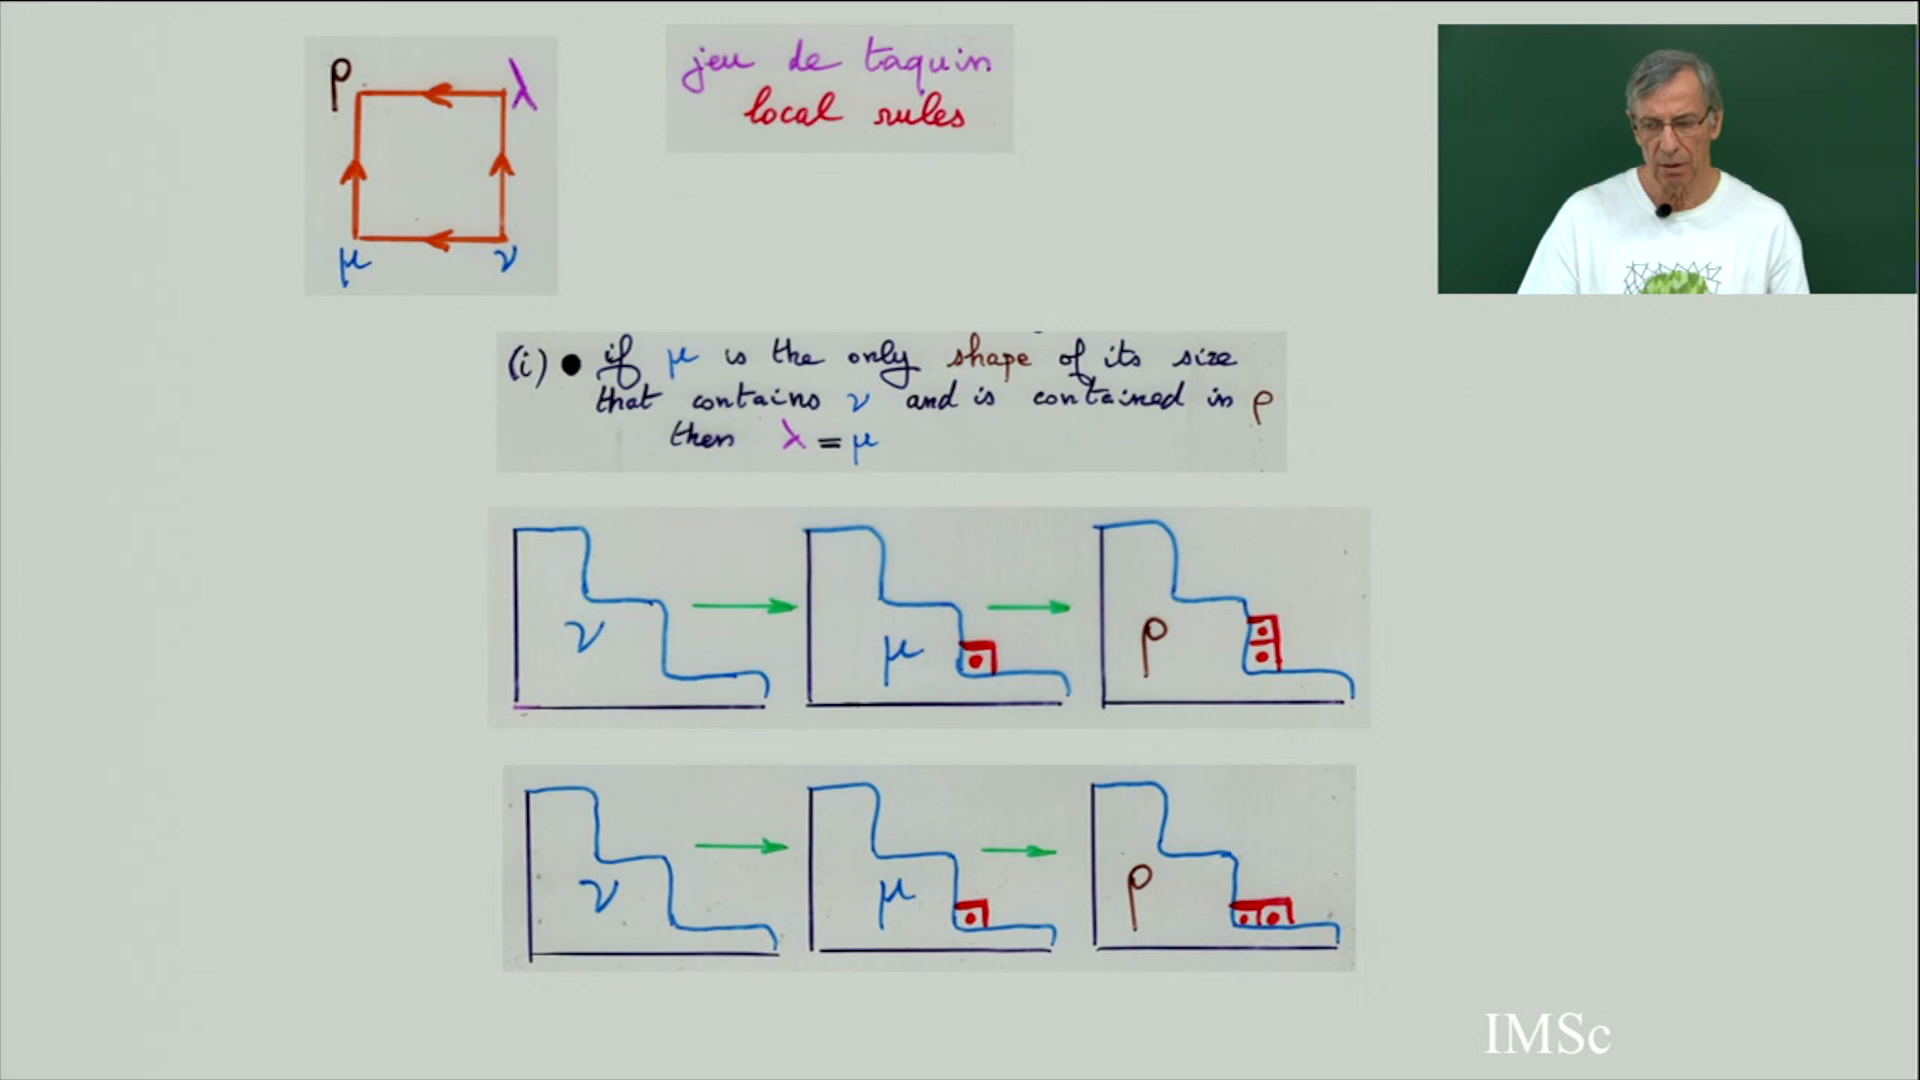 ρ λ
μ ν
jeu de taquin
local rules
(i) ● if μ is the only shape of its size
that contains ν and is contained in ρ
then λ = μ
ν μ ρ
ν μ ρ
IMSc